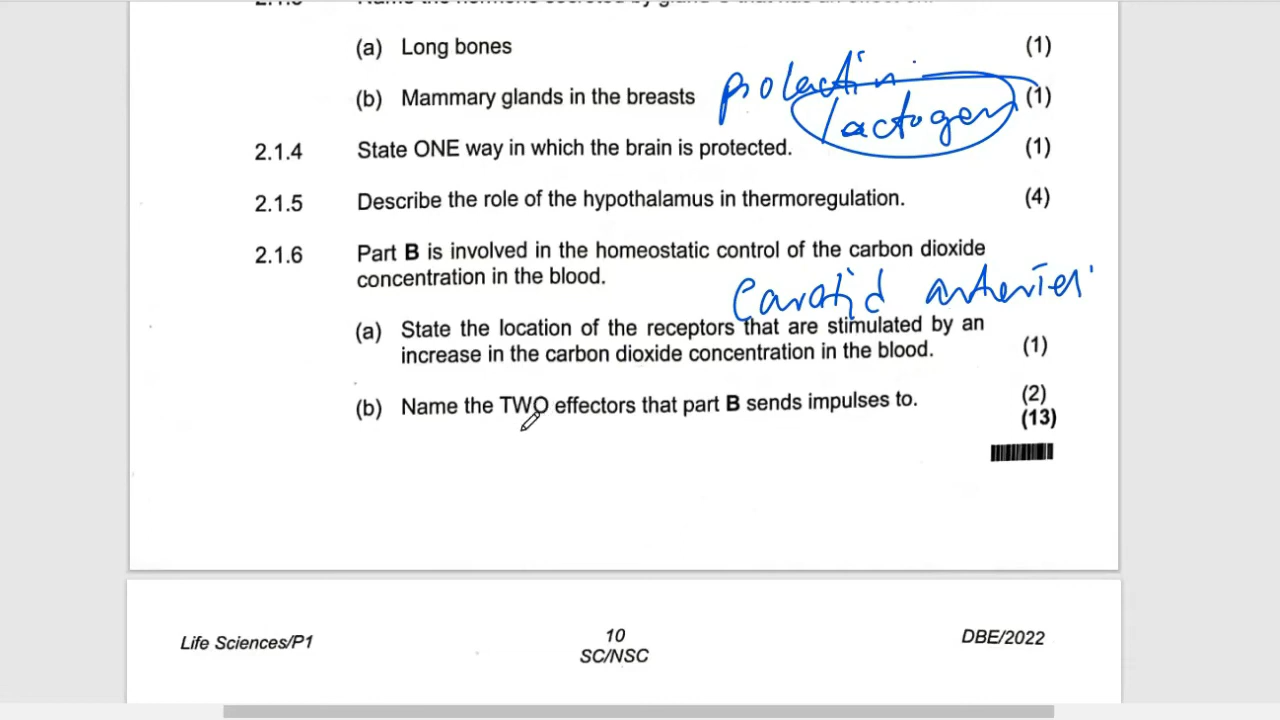 (a) Long bones (1)
(b) Mammary glands in the breasts prolactin (1)
lactogen
2.1.4 State ONE way in which the brain is protected. (1)
2.1.5 Describe the role of the hypothalamus in thermoregulation. (4)
2.1.6 Part B is involved in the homeostatic control of the carbon dioxide
concentration in the blood.
Carotid arteries
(a) State the location of the receptors that are stimulated by an
increase in the carbon dioxide concentration in the blood. (1)
(b) Name the TWO effectors that part B sends impulses to. (2)
(13)
Life Sciences/P1 10 DBE/2022
SC/NSC